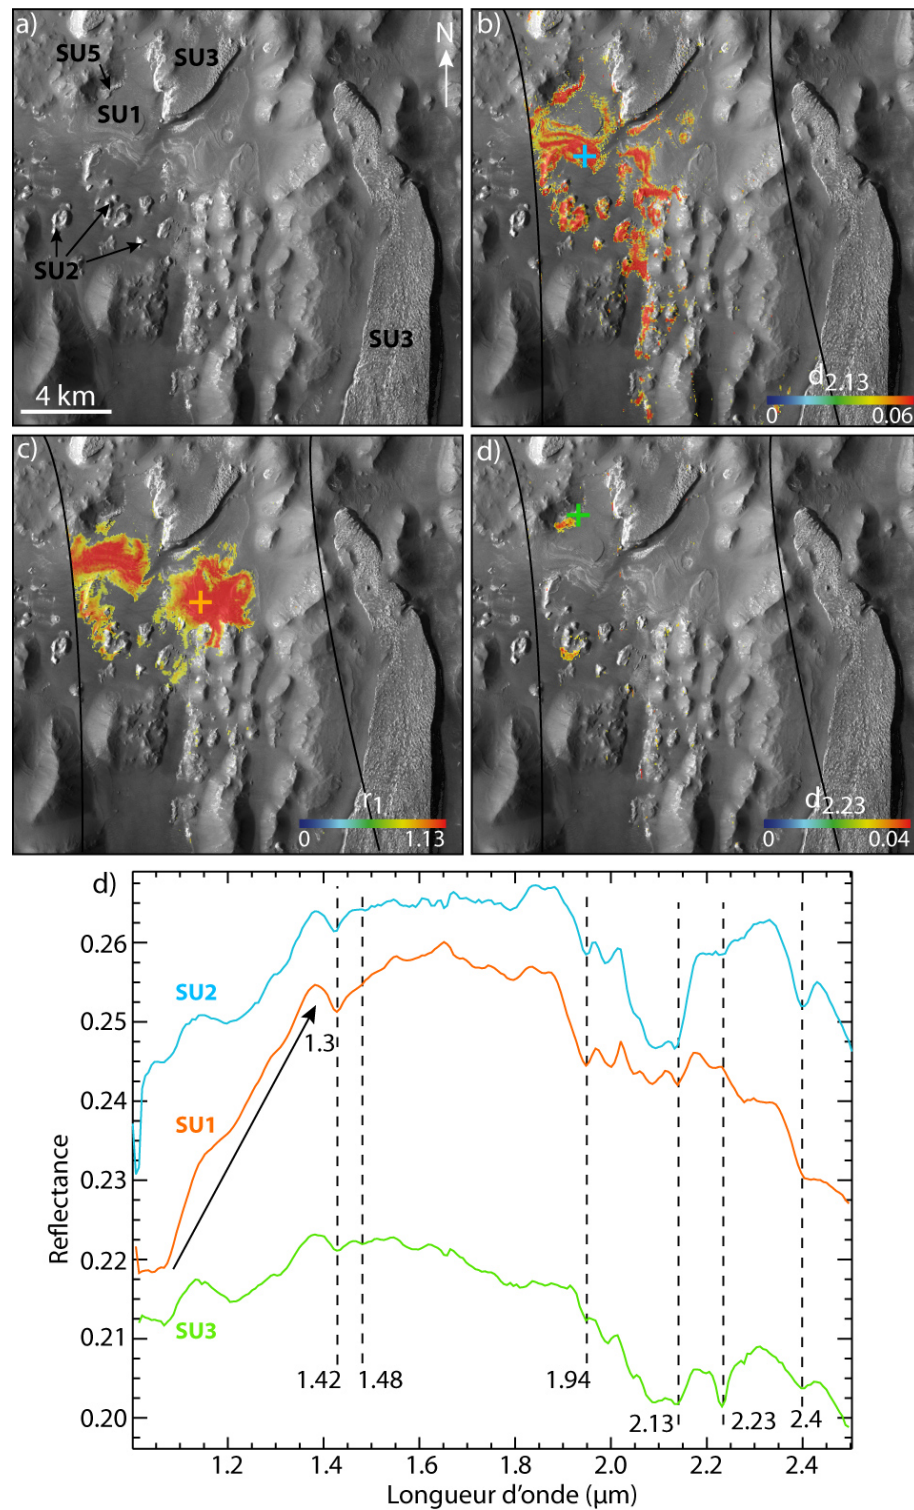 a)
N
SU5
SU3
SU1
SU2
SU3
4 km
b)
d2.13
0 0.06
c)
r1
0 1.13
d)
d2.23
0 0.04
d)
0.26
0.25
0.24
0.23
0.22
0.21
0.20
Reflectance
SU2
1.3
SU1
SU3
1.42 1.48 1.94 2.13 2.23 2.4
1.2 1.4 1.6 1.8 2.0 2.2 2.4
Longueur d'onde (µm)